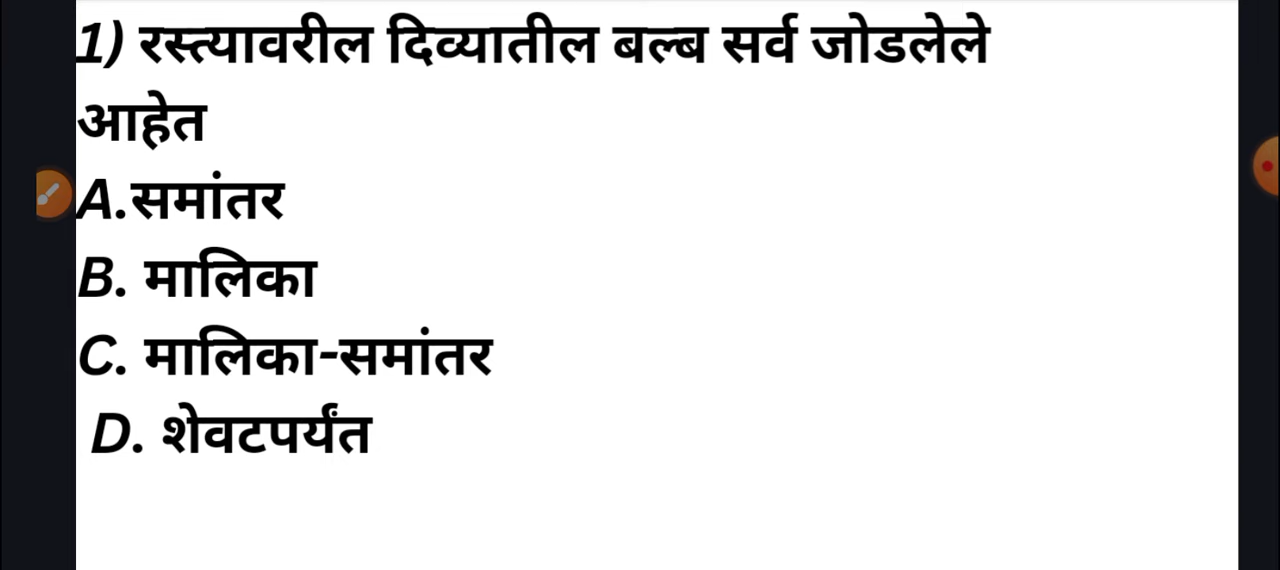 1) रस्त्यावरील दिव्यातील बल्ब सर्व जोडलेले
आहेत
A.समांतर
B. मालिका
C. मालिका-समांतर
D. शेवटपर्यंत